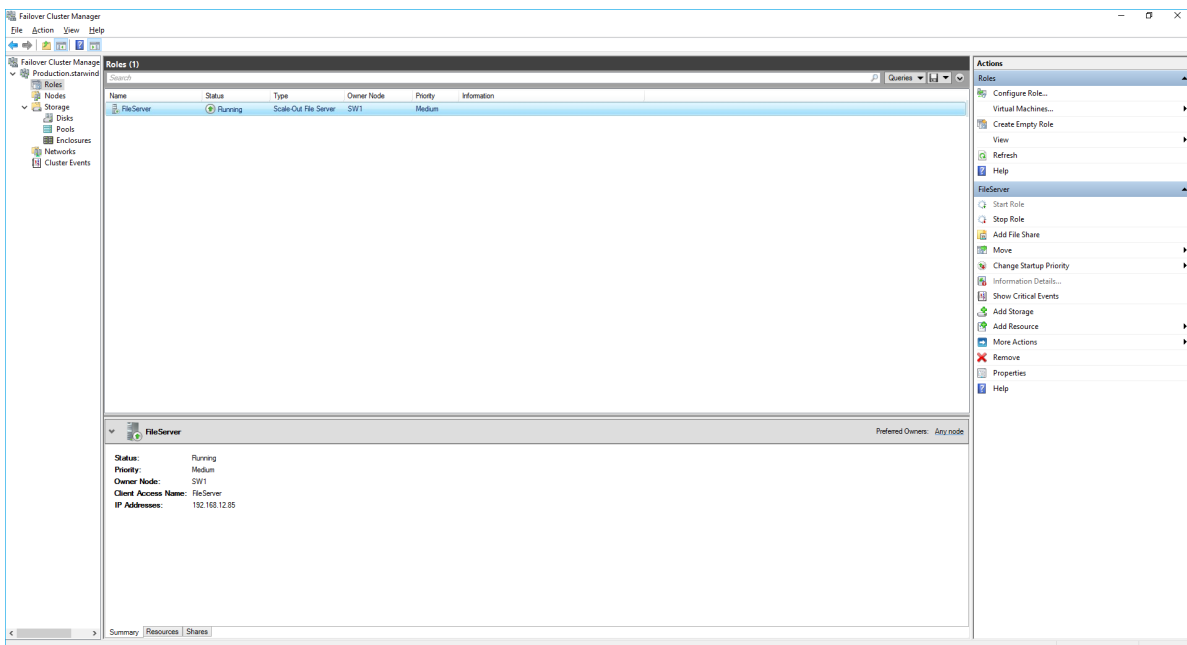 Failover Cluster Manager
File Action View Help
Failover Cluster Manage
Production.starwind
Roles
Nodes
Storage
Disks
Pools
Enclosures
Networks
Cluster Events
Roles (1)
Search
Queries
Name Status Type Owner Node Priority Information
FileServer Running Scale-Out File Server SW1 Medium
FileServer
Preferred Owners: Any node
Status: Running
Priority: Medium
Owner Node: SW1
Client Access Name: FileServer
IP Addresses: 192.168.12.85
Summary Resources Shares
Actions
Roles
Configure Role...
Virtual Machines...
Create Empty Role
View
Refresh
Help
FileServer
Start Role
Stop Role
Add File Share
Move
Change Startup Priority
Information Details...
Show Critical Events
Add Storage
Add Resource
More Actions
Remove
Properties
Help